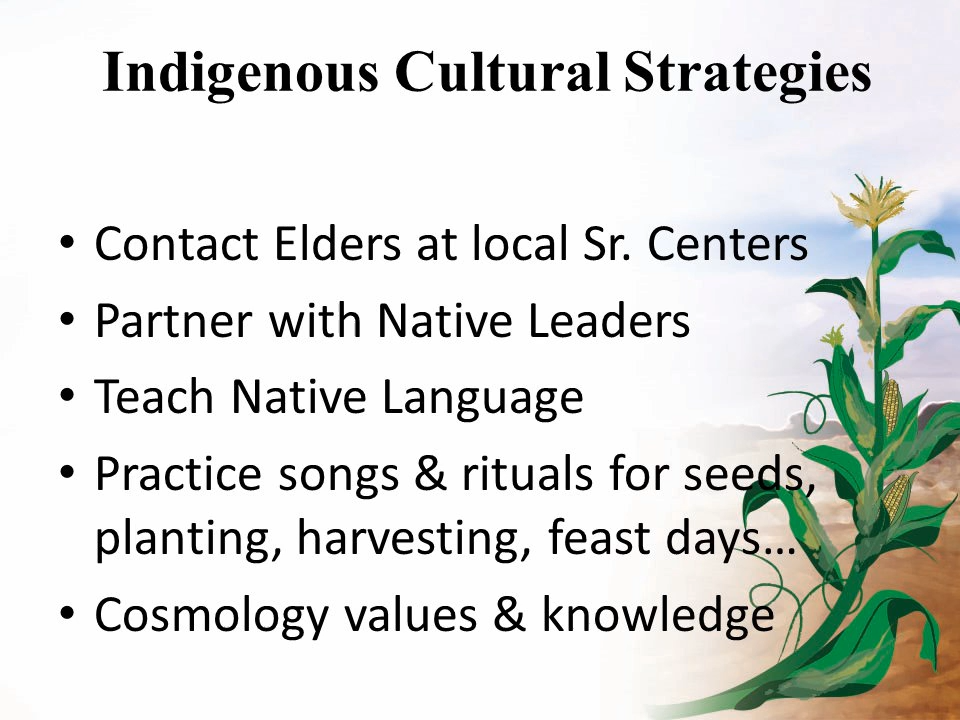 Indigenous Cultural Strategies
• Contact Elders at local Sr. Centers
• Partner with Native Leaders
• Teach Native Language
• Practice songs & rituals for seeds,
planting, harvesting, feast days…
• Cosmology values & knowledge